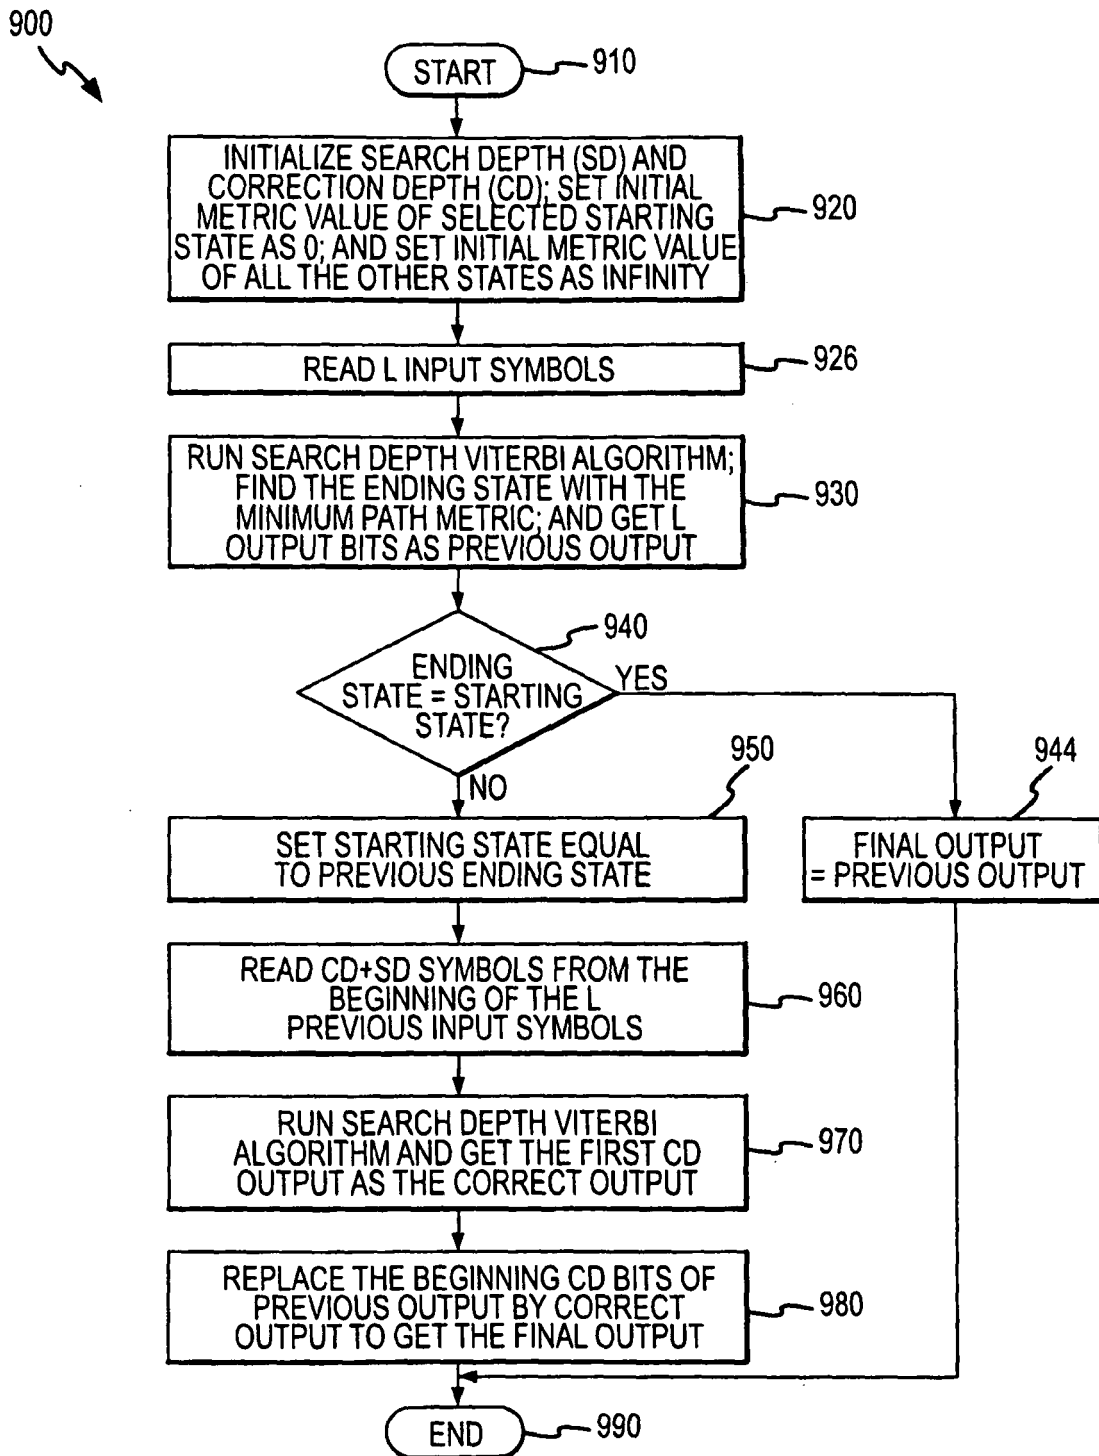 900
START
910
INITIALIZE SEARCH DEPTH (SD) AND
CORRECTION DEPTH (CD); SET INITIAL
METRIC VALUE OF SELECTED STARTING
STATE AS 0; AND SET INITIAL METRIC VALUE
OF ALL THE OTHER STATES AS INFINITY
920
READ L INPUT SYMBOLS
926
RUN SEARCH DEPTH VITERBI ALGORITHM;
FIND THE ENDING STATE WITH THE
MINIMUM PATH METRIC; AND GET L
OUTPUT BITS AS PREVIOUS OUTPUT
930
ENDING
STATE = STARTING
STATE?
940
YES
NO
950
SET STARTING STATE EQUAL
TO PREVIOUS ENDING STATE
944
FINAL OUTPUT
= PREVIOUS OUTPUT
READ CD+SD SYMBOLS FROM THE
BEGINNING OF THE L
PREVIOUS INPUT SYMBOLS
960
RUN SEARCH DEPTH VITERBI
ALGORITHM AND GET THE FIRST CD
OUTPUT AS THE CORRECT OUTPUT
970
REPLACE THE BEGINNING CD BITS OF
PREVIOUS OUTPUT BY CORRECT
OUTPUT TO GET THE FINAL OUTPUT
980
END
990